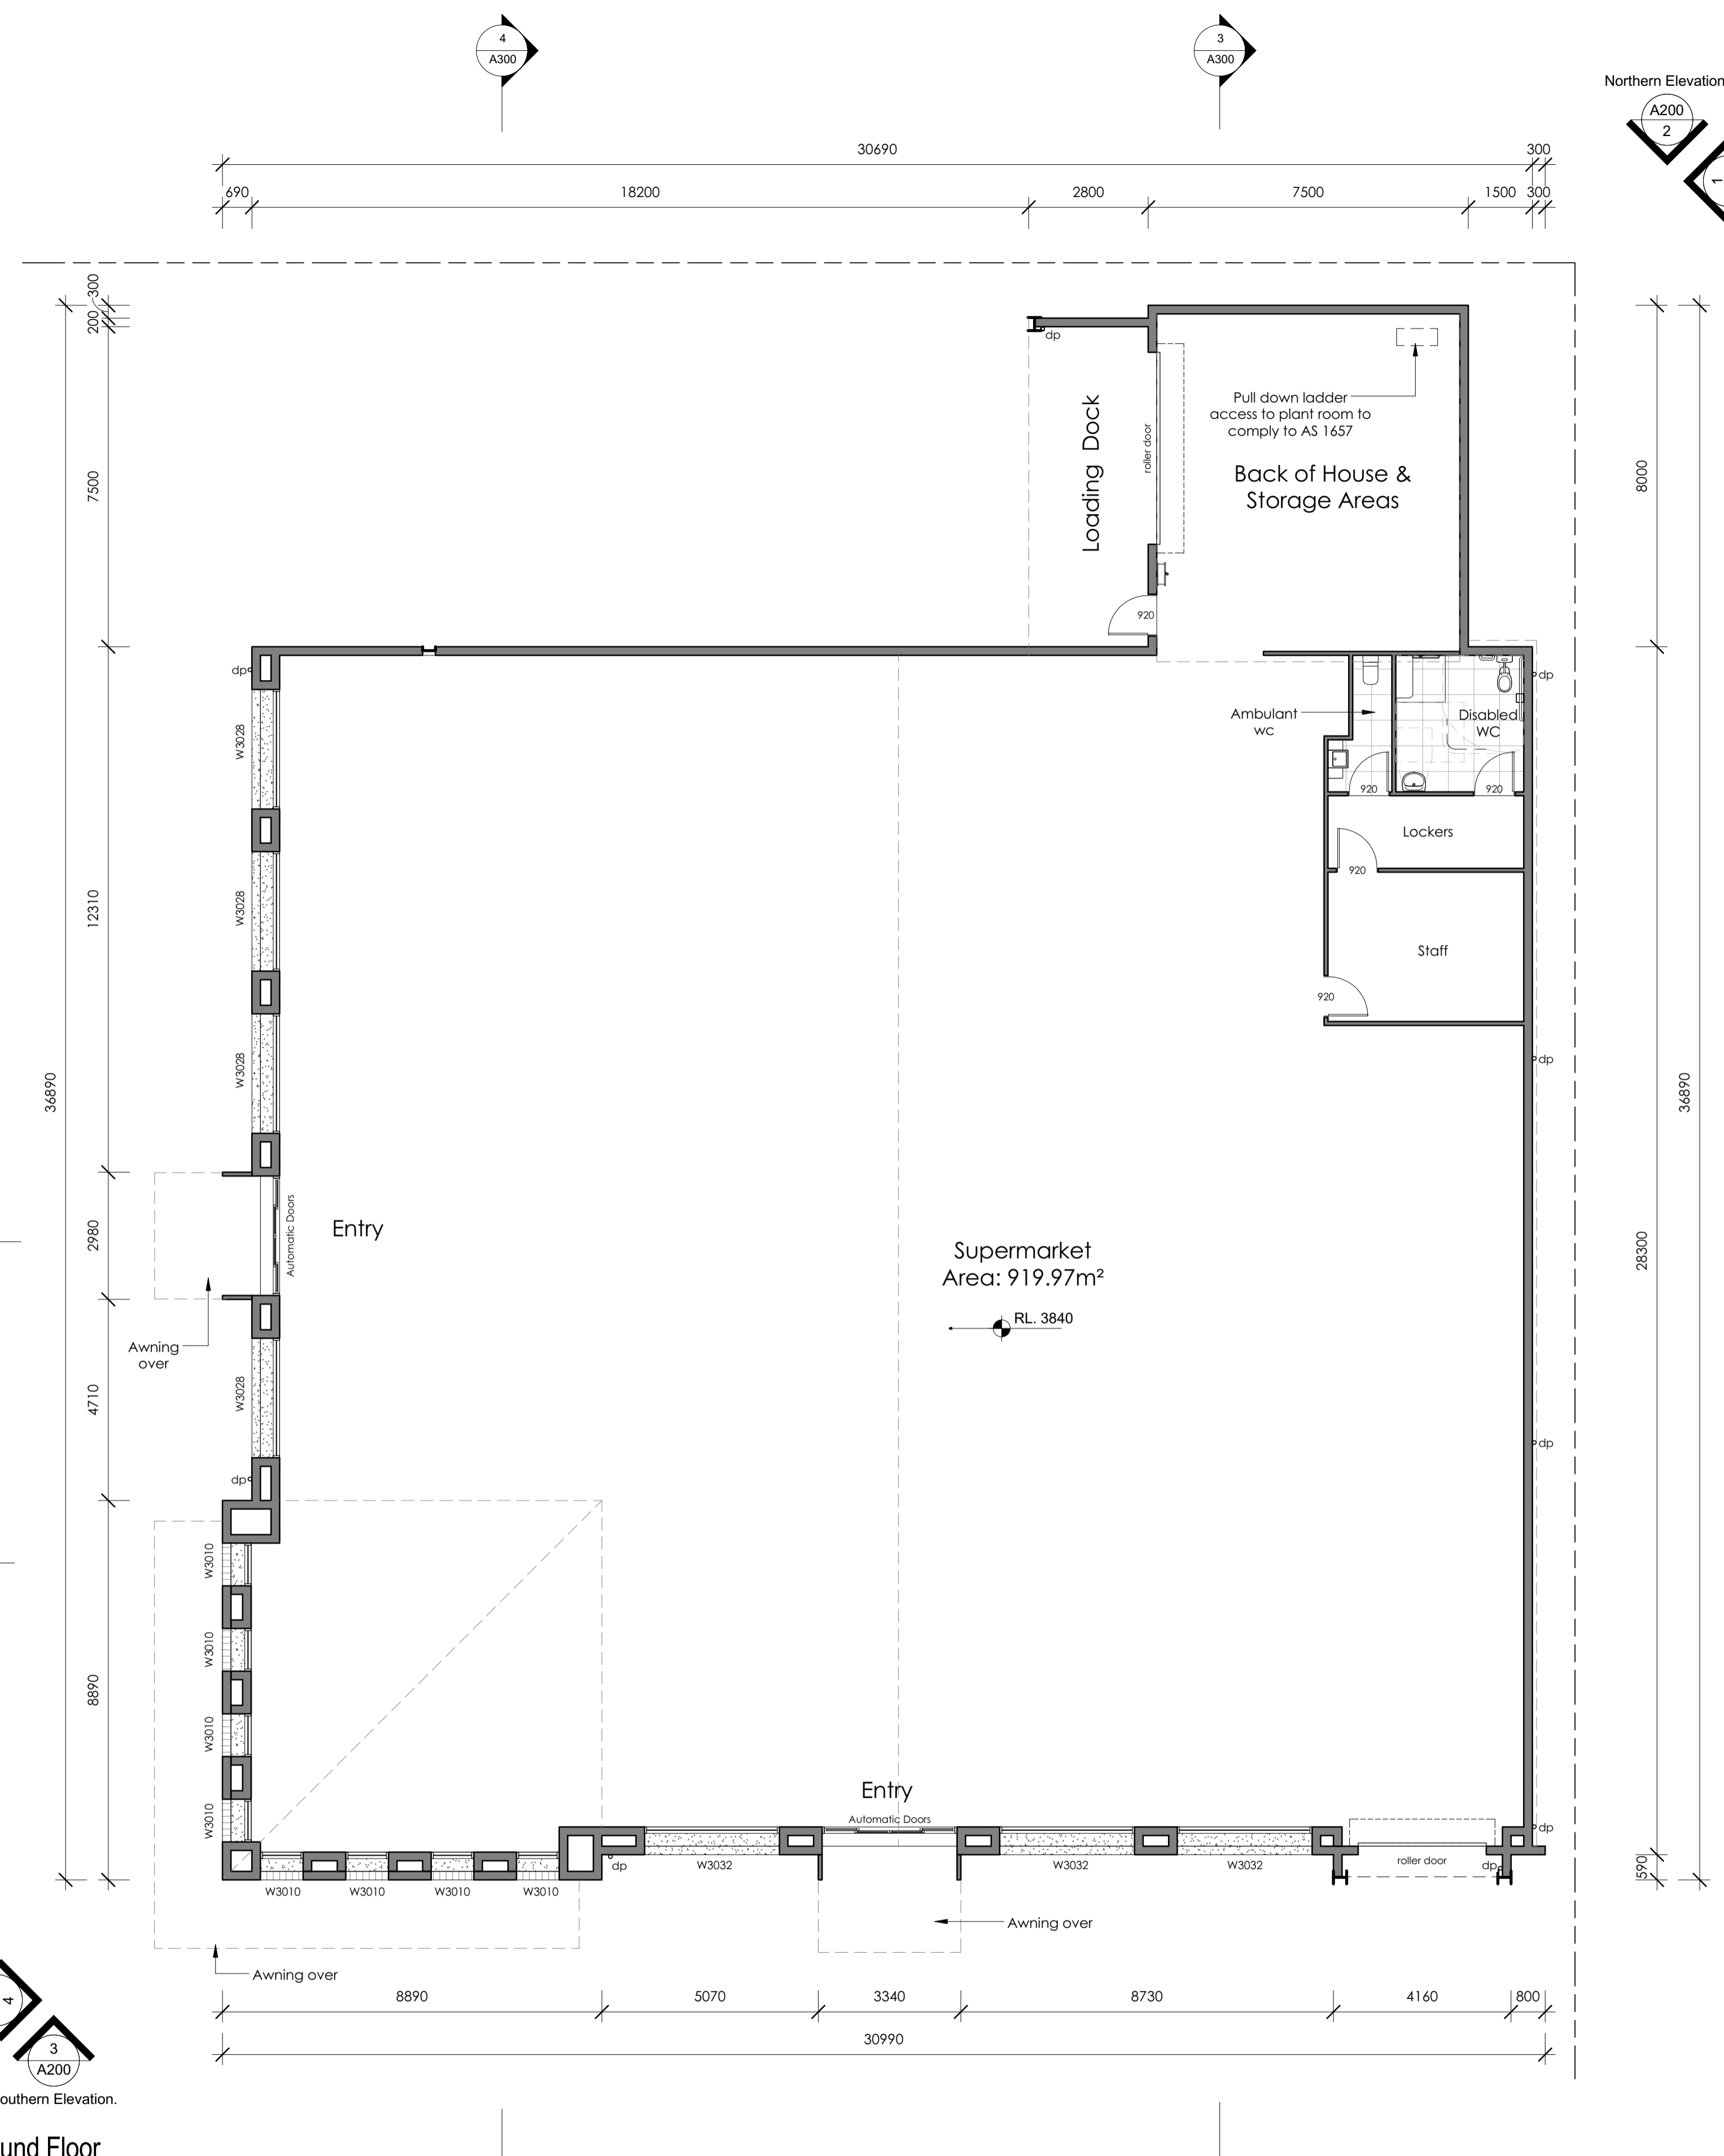 4
A300
3
A300
Northern Elevation
A200
2
1
30690
300
690
18200
2800
7500
1500
300
300
200
7500
12310
2980
4710
8890
36890
8000
28300
590
36890
dp
Loading Dock
roller door
Pull down ladder
access to plant room to
comply to AS 1657
Back of House &
Storage Areas
920
dp
dp
Ambulant
wc
Disabled
WC
920
920
W3028
Lockers
920
W3028
Staff
920
W3028
dp
Automatic Doors
Entry
Supermarket
Area: 919.97m²
RL. 3840
Awning
over
W3028
dp
dp
W3010
W3010
W3010
W3010
Entry
Automatic Doors
dp
dp
W3032
W3032
W3032
roller door
dp
W3010
W3010
W3010
W3010
Awning over
Awning over
8890
5070
3340
8730
4160
800
30990
4
3
A200
outhern Elevation.
und Floor